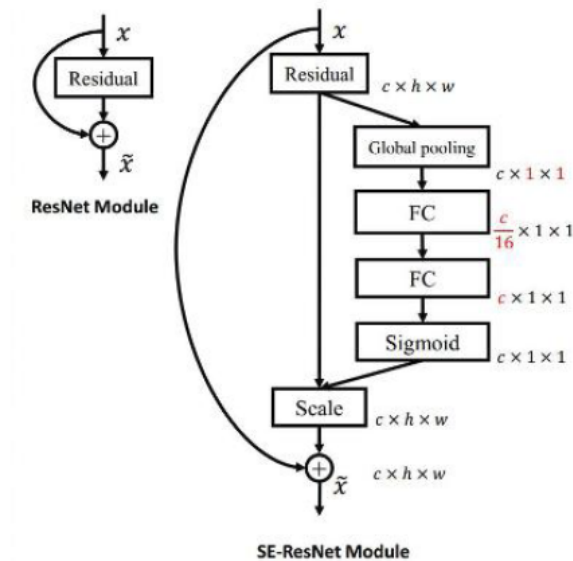 x
Residual
+
x̃
ResNet Module
x
Residual
c × h × w
Global pooling
c × 1 × 1
FC
c/16 × 1 × 1
FC
c × 1 × 1
Sigmoid
c × 1 × 1
Scale
c × h × w
+
x̃
c × h × w
SE-ResNet Module